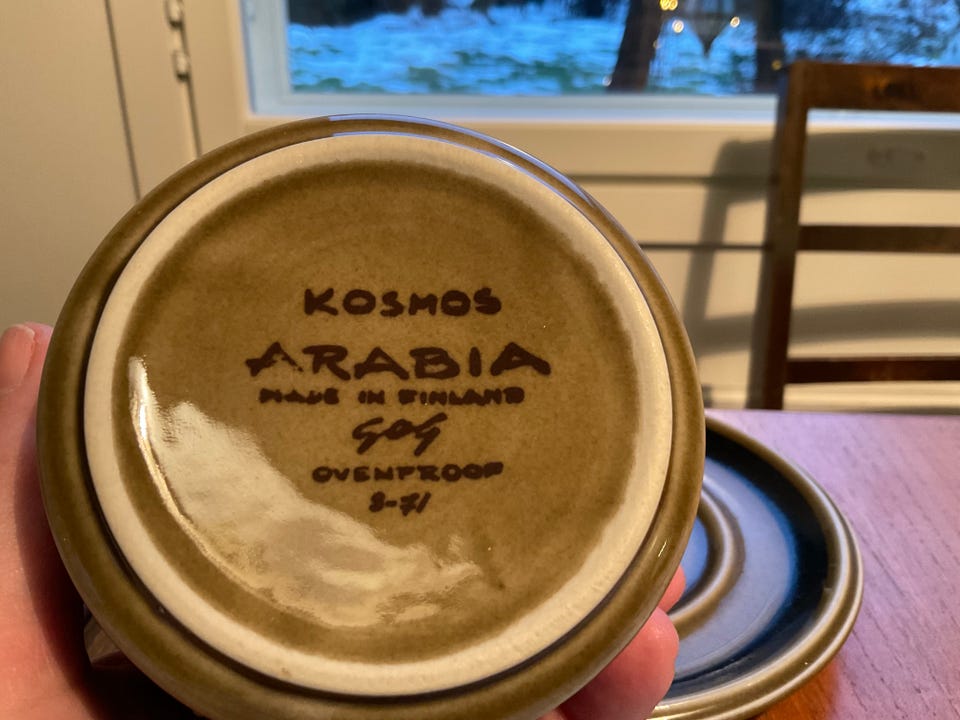 KOSMOS
ARABIA
MADE IN FINLAND
GOG
OVENPROOF
8-71